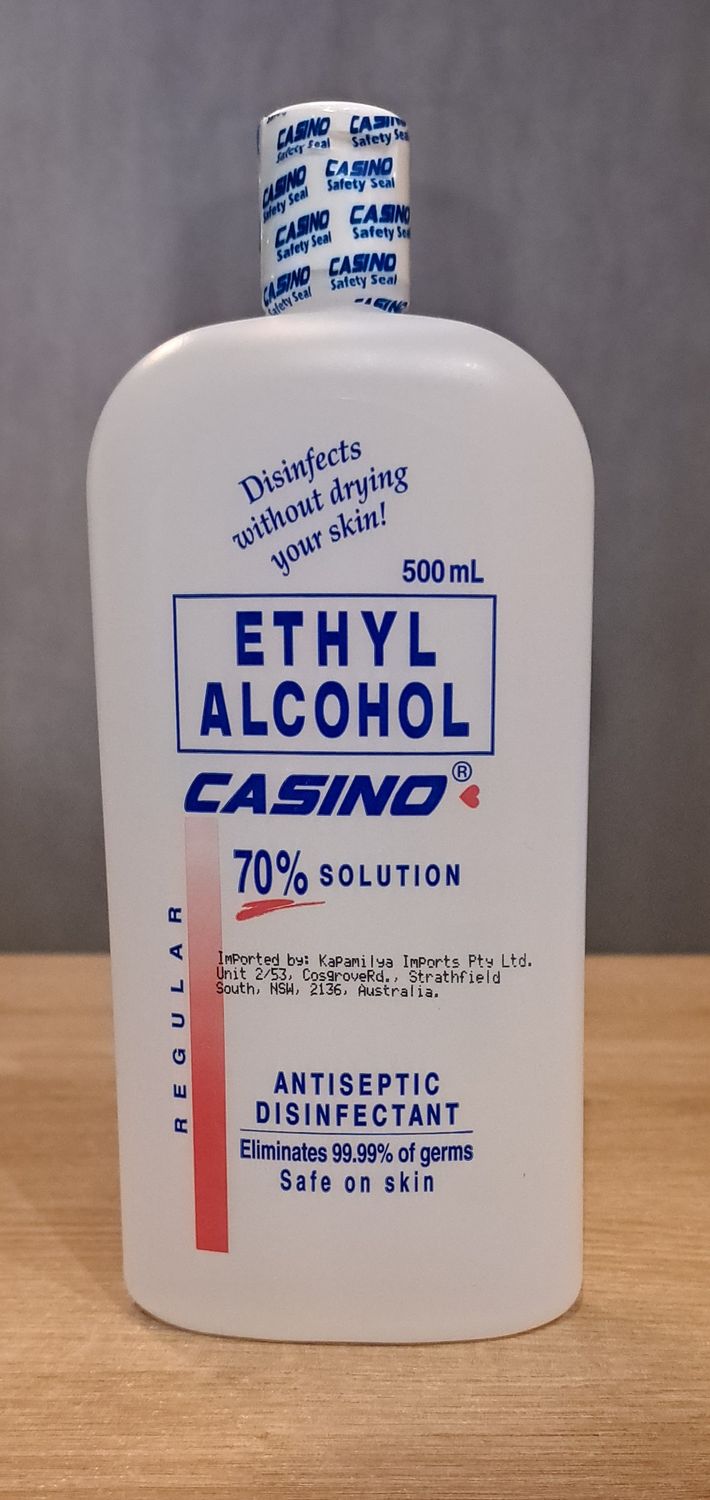 CASINO CASINO
Safety Seal Safety Seal
CASINO CASINO
Safety Seal Safety Seal
CASINO CASINO
Safety Seal Safety Seal
CASINO CASINO
Safety Seal Safety Seal
CASINO
Disinfects
without drying
your skin!
500 mL
ETHYL
ALCOHOL
CASINO®
70% SOLUTION
REGULAR
Imported by: Kapamilya Imports Pty Ltd.
Unit 2/53, CosgroveRd., Strathfield
South, NSW, 2136, Australia.
ANTISEPTIC
DISINFECTANT
Eliminates 99.99% of germs
Safe on skin